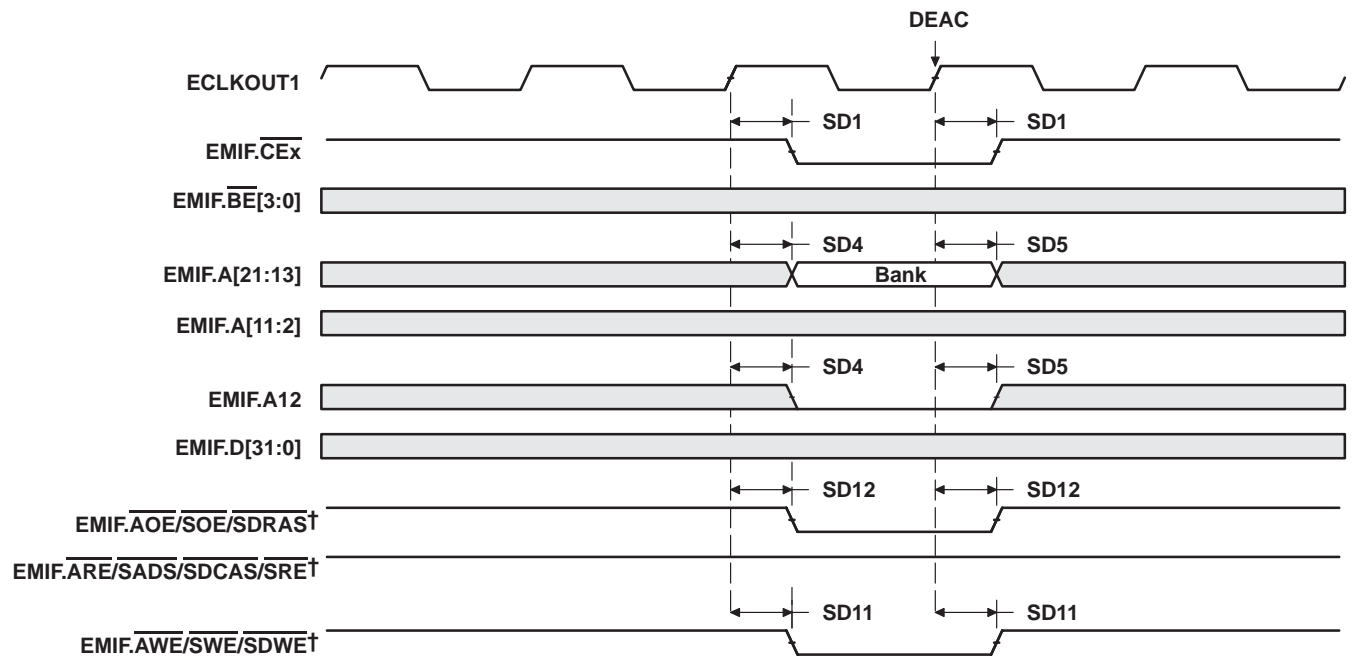 DEAC
ECLKOUT1
SD1 SD1
EMIF.CEx
EMIF.BE[3:0]
SD4 SD5
EMIF.A[21:13] Bank
EMIF.A[11:2]
SD4 SD5
EMIF.A12
EMIF.D[31:0]
SD12 SD12
EMIF.AOE/SOE/SDRAS†
EMIF.ARE/SADS/SDCAS/SRE†
SD11 SD11
EMIF.AWE/SWE/SDWE†